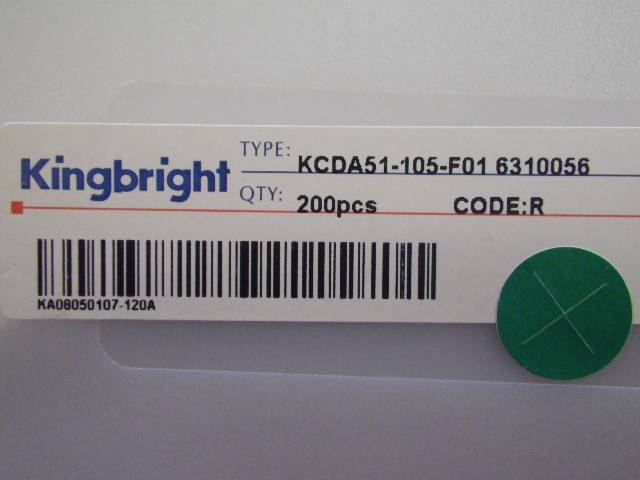 Kingbright
TYPE: KCDA51-105-F01 6310056
QTY: 200pcs CODE:R
KA08050107-120A